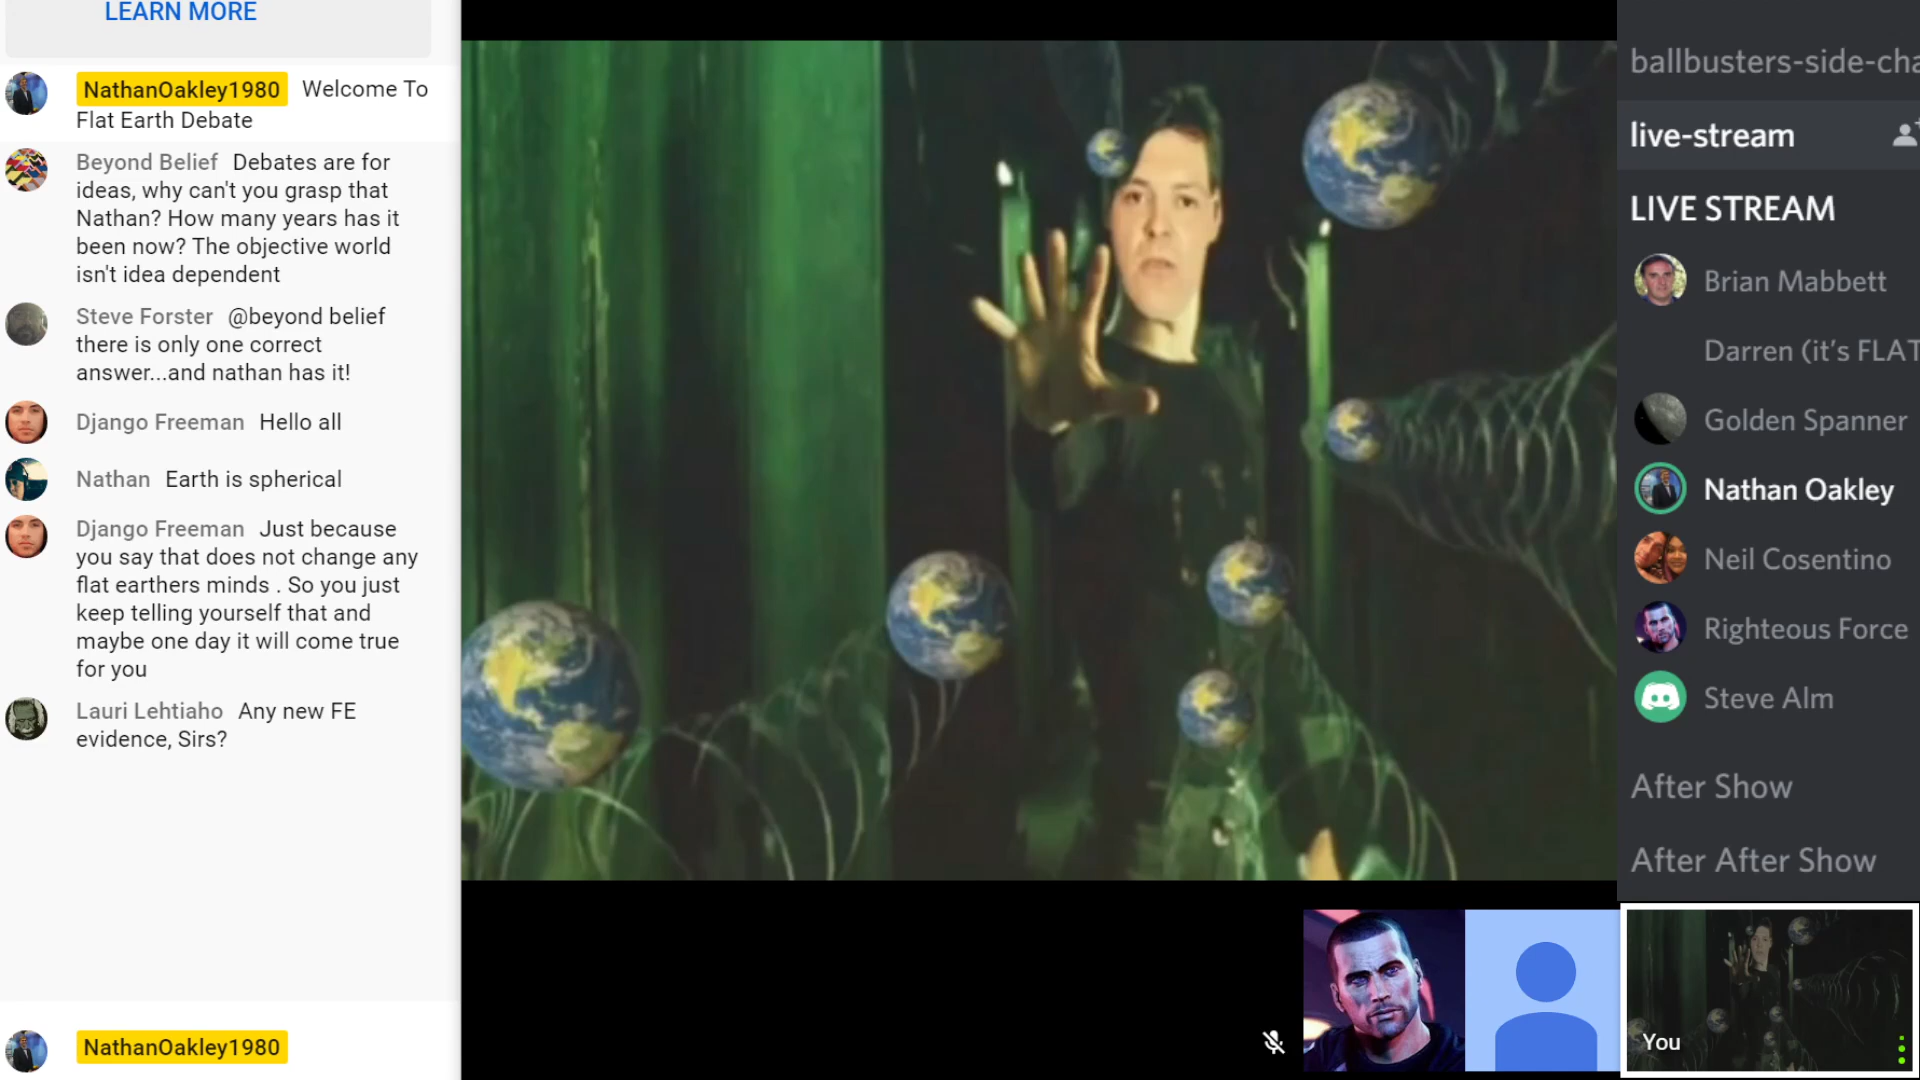 LEARN MORE
NathanOakley1980 Welcome To
Flat Earth Debate
Beyond Belief Debates are for
ideas, why can't you grasp that
Nathan? How many years has it
been now? The objective world
isn't idea dependent
Steve Forster @beyond belief
there is only one correct
answer...and nathan has it!
Django Freeman Hello all
Nathan Earth is spherical
Django Freeman Just because
you say that does not change any
flat earthers minds . So you just
keep telling yourself that and
maybe one day it will come true
for you
Lauri Lehtiaho Any new FE
evidence, Sirs?
NathanOakley1980
ballbusters-side-cha
live-stream
LIVE STREAM
Brian Mabbett
Darren (it’s FLAT
Golden Spanner
Nathan Oakley
Neil Cosentino
Righteous Force
Steve Alm
After Show
After After Show
You